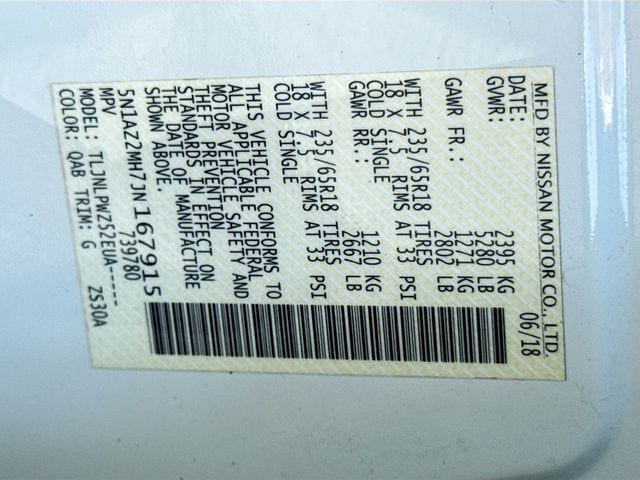 MFD BY NISSAN MOTOR CO., LTD.
DATE: 06/18
GVWR: 2395 KG
5280 LB
GAWR FR.: 1271 KG
2802 LB
WITH 235/65R18 TIRES
18 X 7.5 RIMS AT 33 PSI
COLD SINGLE
GAWR RR.: 1210 KG
2667 LB
WITH 235/65R18 TIRES
18 X 7.5 RIMS AT 33 PSI
COLD SINGLE
THIS VEHICLE CONFORMS TO
ALL APPLICABLE FEDERAL
MOTOR VEHICLE SAFETY AND
THEFT PREVENTION
STANDARDS IN EFFECT ON
THE DATE OF MANUFACTURE
SHOWN ABOVE.
5N1AZ2MH7JN167915
MPV 739780
MODEL: TLJNLPWZ52EUA-----
COLOR: QAB TRIM: G ZS30A